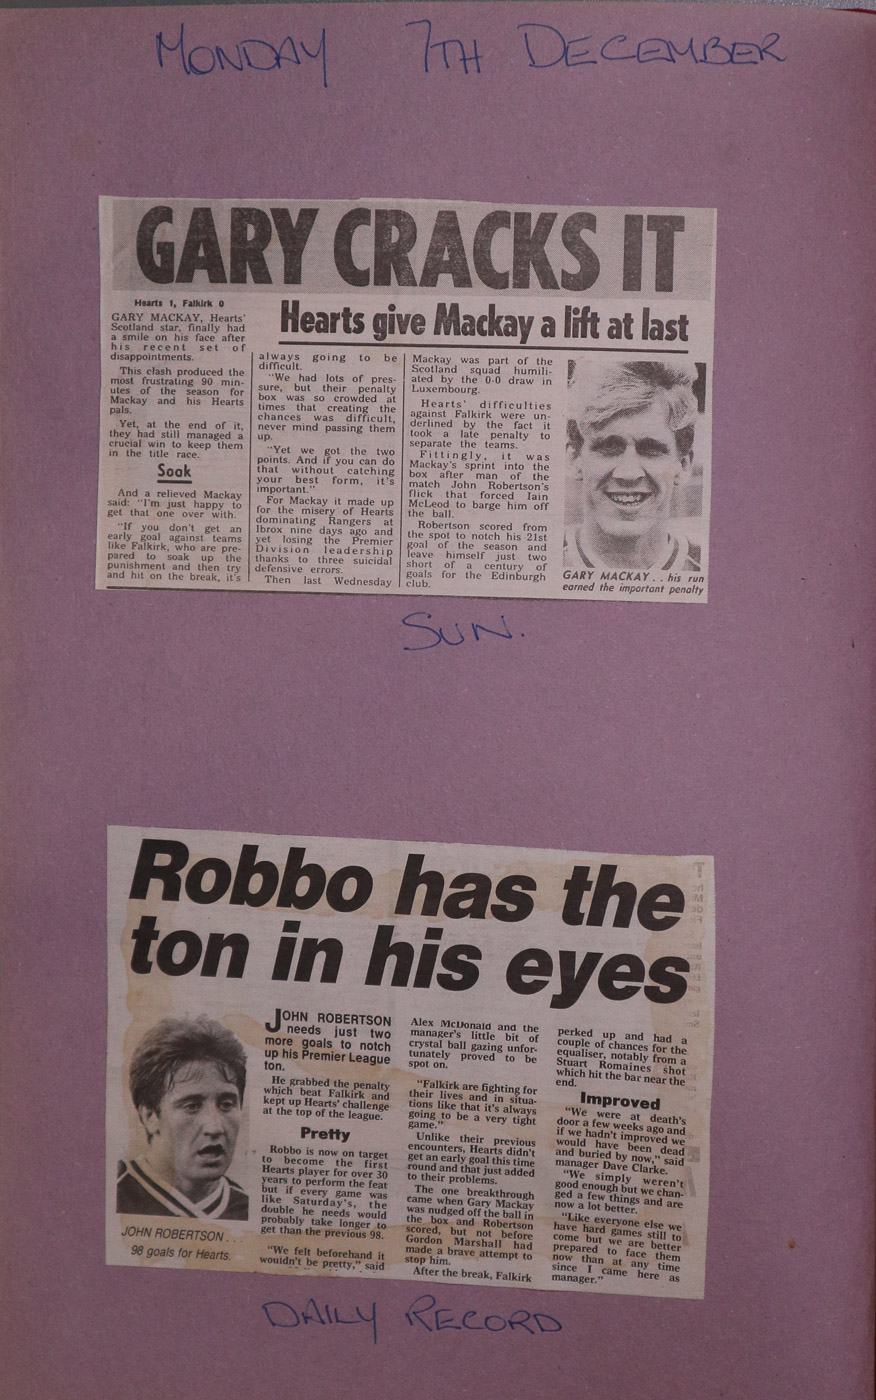 MONDAY 7TH DECEMBER
GARY CRACKS IT
Hearts give Mackay a lift at last
Hearts 1, Falkirk 0
GARY MACKAY, Hearts'
Scotland star, finally had
a smile on his face after
his recent set of
disappointments.
This clash produced the
most frustrating 90 min-
utes of the season for
Mackay and his Hearts
pals.
Yet, at the end of it,
they had still managed a
crucial win to keep them
in the title race.
Soak
And a relieved Mackay
said: "I'm just happy to
get that one over with.
"If you don't get an
early goal against teams
like Falkirk, who are pre-
pared to soak up the
punishment and then try
and hit on the break, it's
always going to be
difficult.
"We had lots of pres-
sure, but their penalty
box was so crowded at
times that creating the
chances was difficult,
never mind passing them
up.
"Yet we got the two
points. And if you can do
that without catching
your best form, it's
important."
For Mackay it made up
for the misery of Hearts
dominating Rangers at
Ibrox nine days ago and
yet losing the Premier
Division leadership
thanks to three suicidal
defensive errors.
Then last Wednesday
Mackay was part of the
Scotland squad humili-
ated by the 0-0 draw in
Luxembourg.
Hearts' difficulties
against Falkirk were un-
derlined by the fact it
took a late penalty to
separate the teams.
Fittingly, it was
Mackay's sprint into the
box after man of the
match John Robertson's
flick that forced Iain
McLeod to barge him off
the ball.
Robertson scored from
the spot to notch his 21st
goal of the season and
leave himself just two
short of a century of
goals for the Edinburgh
club.
GARY MACKAY . . his run
earned the important penalty
SUN.
Robbo has the
ton in his eyes
JOHN ROBERTSON . . .
98 goals for Hearts.
JOHN ROBERTSON
needs just two
more goals to notch
up his Premier League
ton.
He grabbed the penalty
which beat Falkirk and
kept up Hearts' challenge
at the top of the league.
Pretty
Robbo is now on target
to become the first
Hearts player for over 30
years to perform the feat
but if every game was
like Saturday's, the
double he needs would
probably take longer to
get than the previous 98.
"We felt beforehand it
wouldn't be pretty," said
Alex McDonald and the
manager's little bit of
crystal ball gazing unfor-
tunately proved to be
spot on.
"Falkirk are fighting for
their lives and in situa-
tions like that it's always
going to be a very tight
game."
Unlike their previous
encounters, Hearts didn't
get an early goal this time
round and that just added
to their problems.
The one breakthrough
came when Gary Mackay
was nudged off the ball in
the box and Robertson
scored, but not before
Gordon Marshall had
made a brave attempt to
stop him.
After the break, Falkirk
perked up and had a
couple of chances for the
equaliser, notably from a
Stuart Romaines shot
which hit the bar near the
end.
Improved
"We were at death's
door a few weeks ago and
if we hadn't improved we
would have been dead
and buried by now," said
manager Dave Clarke.
"We simply weren't
good enough but we chan-
ged a few things and are
now a lot better.
"Like everyone else we
have hard games still to
come but we are better
prepared to face them
now than at any time
since I came here as
manager."
DAILY RECORD